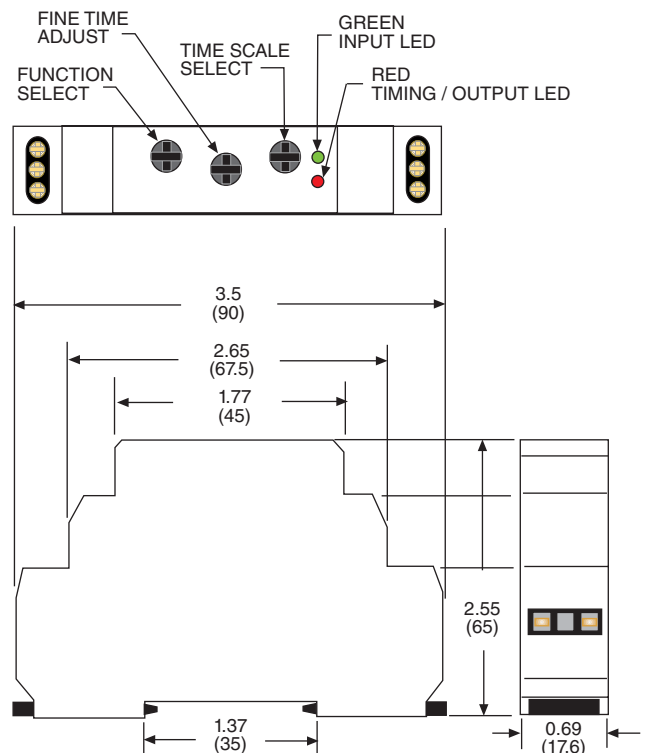 FINE TIME
ADJUST
FUNCTION
SELECT
TIME SCALE
SELECT
GREEN
INPUT LED
RED
TIMING / OUTPUT LED
3.5
(90)
2.65
(67.5)
1.77
(45)
2.55
(65)
1.37
(35)
0.69
(17.6)